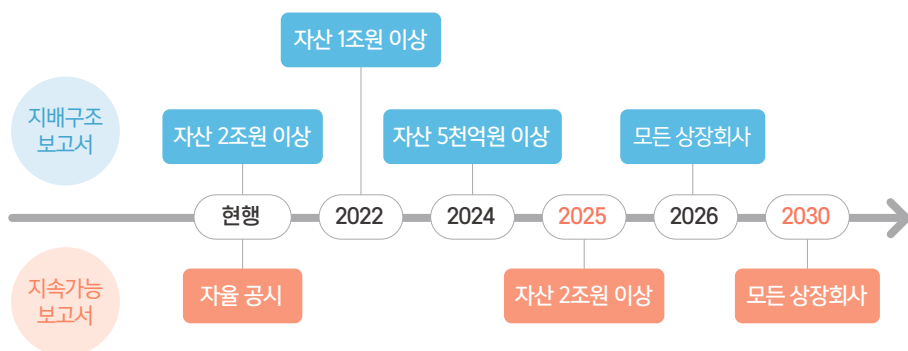 자산 1조원 이상
지배구조
보고서
자산 2조원 이상
자산 5천억원 이상
모든 상장회사
현행
2022
2024
2025
2026
2030
지속가능
보고서
자율 공시
자산 2조원 이상
모든 상장회사